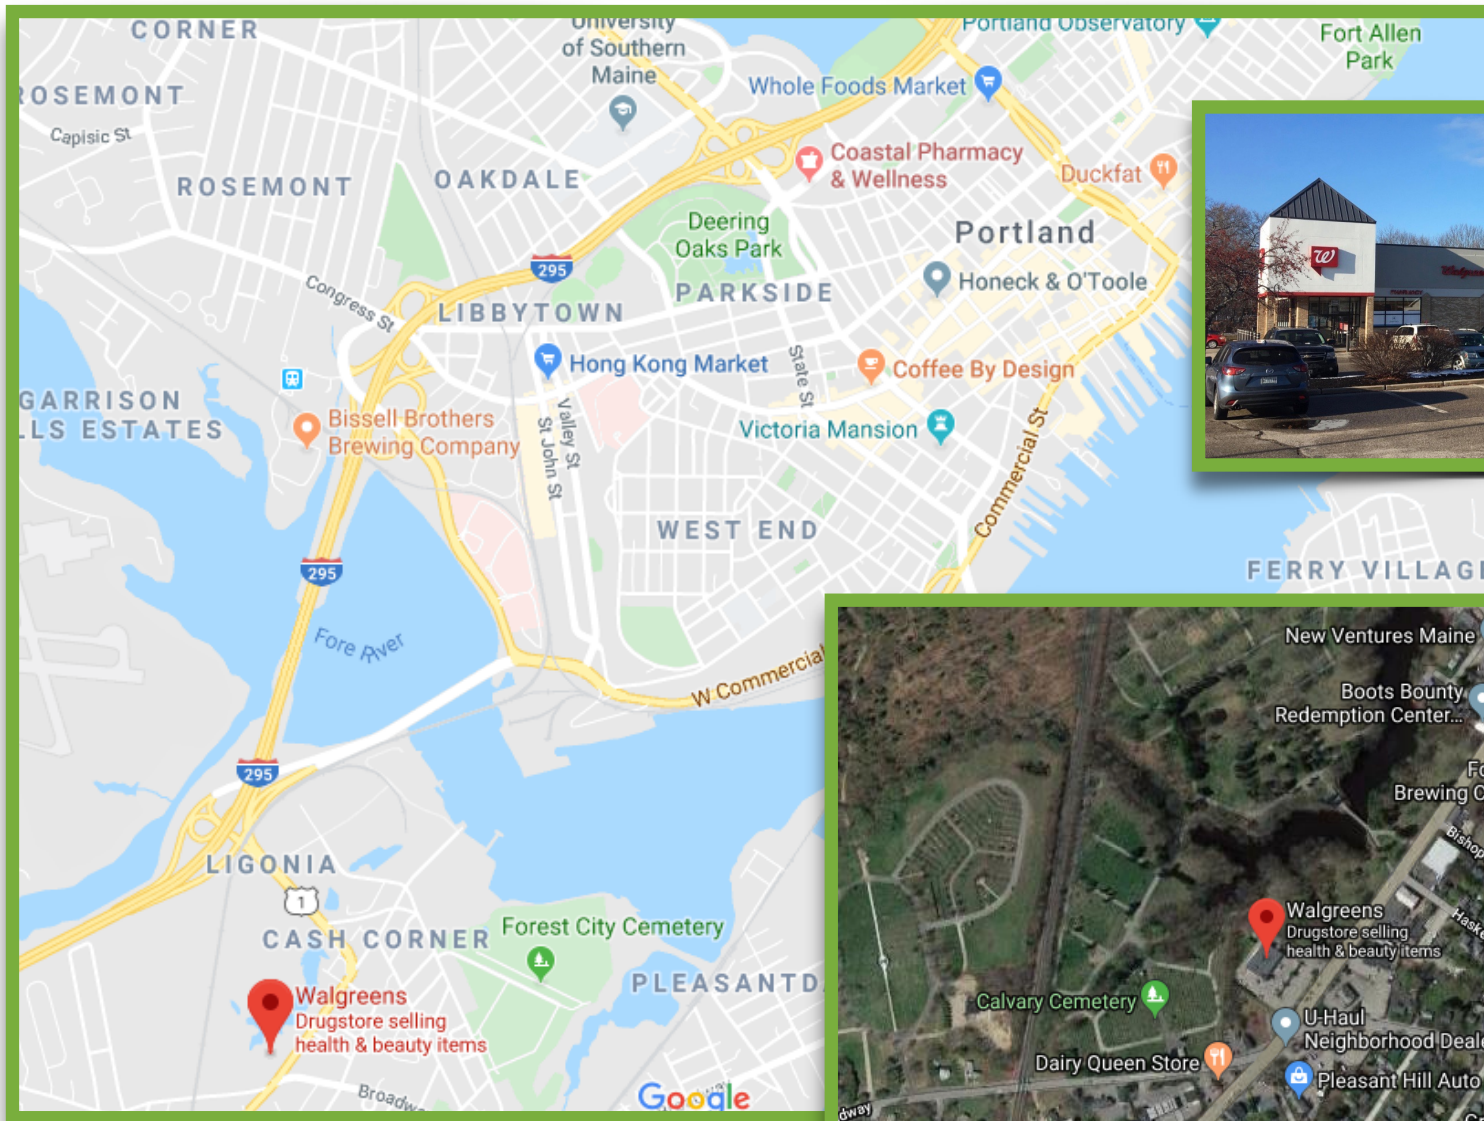 CORNER
University
of Southern
Maine
Portland Observatory
Fort Allen
Park
ROSEMONT
Capisic St
Whole Foods Market
ROSEMONT
OAKDALE
Coastal Pharmacy
& Wellness
Duckfat
Deering
Oaks Park
Portland
295
Honeck & O'Toole
PARKSIDE
Congress St
LIBBYTOWN
Hong Kong Market
State St
Coffee By Design
GARRISON
LLS ESTATES
Bissell Brothers
Brewing Company
Valley St
St John St
Victoria Mansion
Commercial St
WEST END
295
FERRY VILLAG
Fore River
W Commercial
295
LIGONIA
1
CASH CORNER
Forest City Cemetery
PLEASANTD
Walgreens
Drugstore selling
health & beauty items
Broadw
Google
W
New Ventures Maine
Boots Bounty
Redemption Center...
Fo
Brewing C
Bishop
Haske
Walgreens
Drugstore selling
health & beauty items
Calvary Cemetery
U-Haul
Neighborhood Deale
Dairy Queen Store
Pleasant Hill Auto
dway